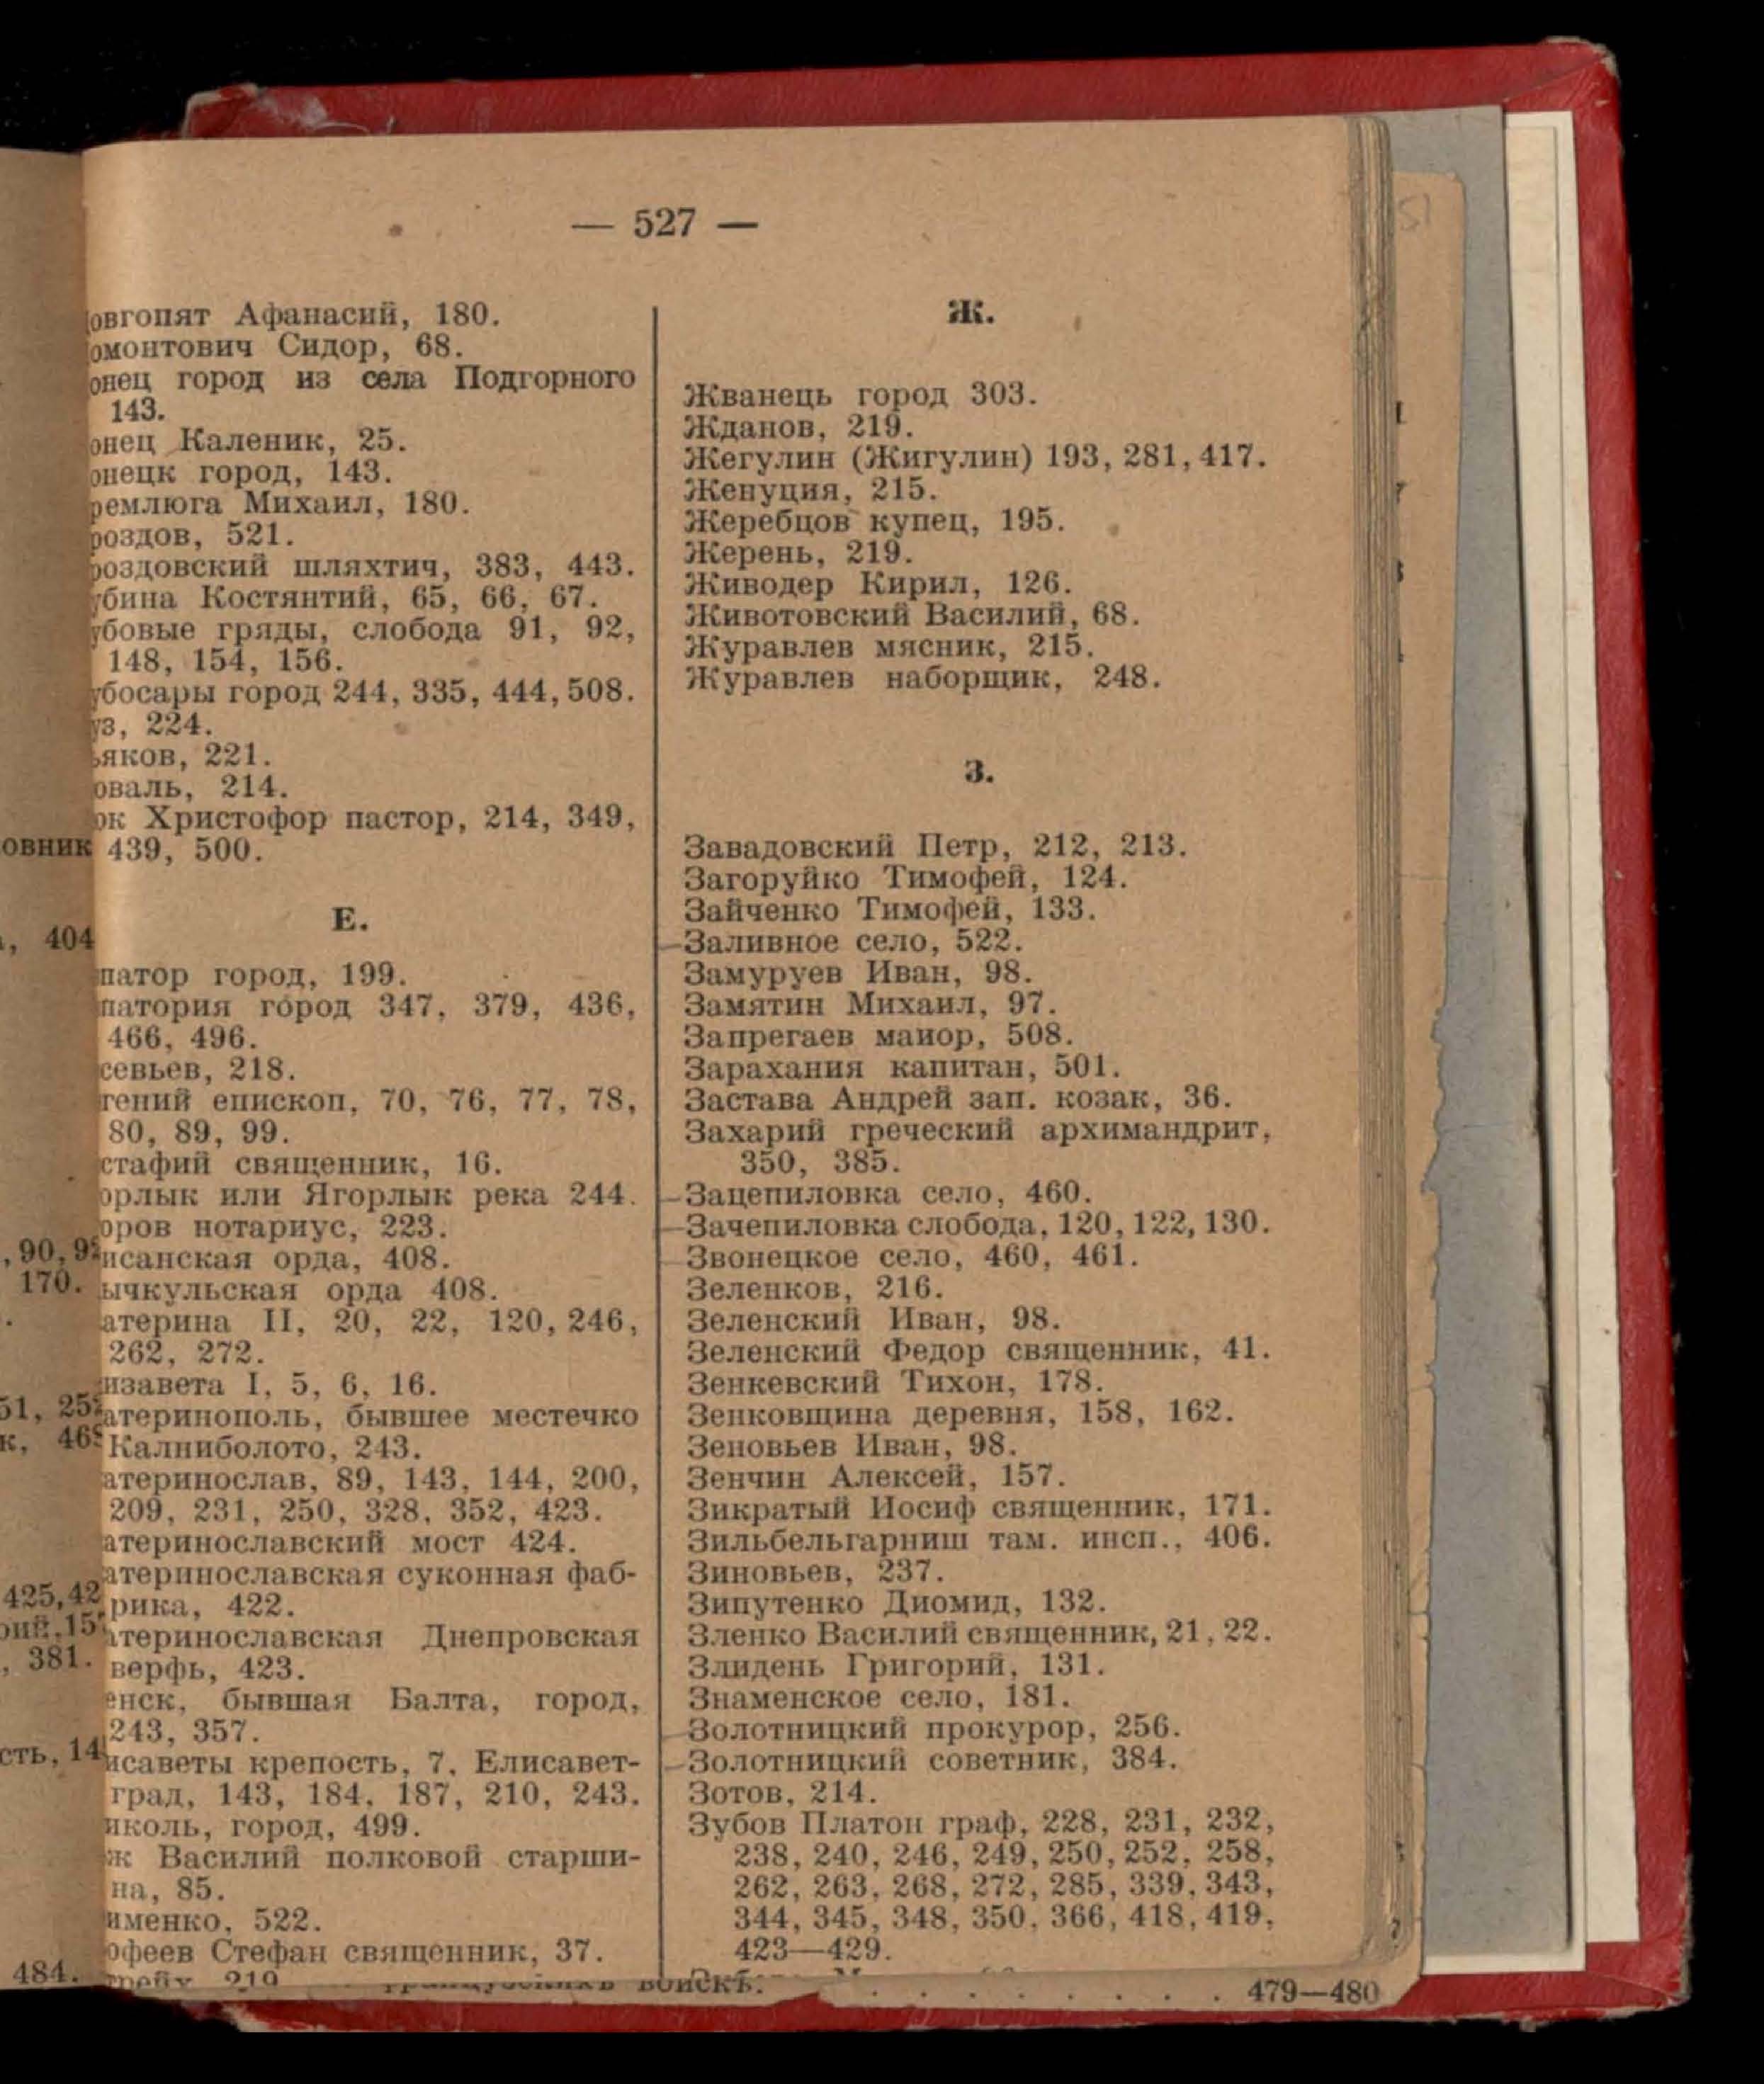 — 527 —
овгопят Афанасий, 180.
омонтович Сидор, 68.
онец город из села Подгорного
143.
онец Каленик, 25.
онецк город, 143.
ремлюга Михаил, 180.
роздов, 521.
роздовский шляхтич, 383, 443.
убина Костянтий, 65, 66, 67.
убовые гряды, слобода 91, 92,
148, 154, 156.
убосары город 244, 335, 444, 508.
уз, 224.
ьяков, 221.
оваль, 214.
ок Христофор пастор, 214, 349,
439, 500.
Е.
патор город, 199.
патория город 347, 379, 436,
466, 496.
севьев, 218.
гений епископ, 70, 76, 77, 78,
80, 89, 99.
стафий священник, 16.
орлык или Ягорлык река 244.
оров нотариус, 223.
исанская орда, 408.
ычкульская орда 408.
атерина II, 20, 22, 120, 246,
262, 272.
изавета I, 5, 6, 16.
атеринополь, бывшее местечко
Калниболото, 243.
атеринослав, 89, 143, 144, 200,
209, 231, 250, 328, 352, 423.
атеринославский мост 424.
атеринославская суконная фаб-
рика, 422.
атеринославская Днепровская
верфь, 423.
енск, бывшая Балта, город,
243, 357.
исаветы крепость, 7, Елисавет-
град, 143, 184, 187, 210, 243.
иколь, город, 499.
ж Василий полковой старши-
на, 85.
именко, 522.
офеев Стефан священник, 37.
219
Ж.
Жванець город 303.
Жданов, 219.
Жегулин (Жигулин) 193, 281, 417.
Женуция, 215.
Жеребцов купец, 195.
Жерень, 219.
Живодер Кирил, 126.
Животовский Василий, 68.
Журавлев мясник, 215.
Журавлев наборщик, 248.
З.
Завадовский Петр, 212, 213.
Загоруйко Тимофей, 124.
Зайченко Тимофей, 133.
Заливное село, 522.
Замуруев Иван, 98.
Замятин Михаил, 97.
Запрегаев маиор, 508.
Зарахания капитан, 501.
Застава Андрей зап. козак, 36.
Захарий греческий архимандрит,
350, 385.
Зацепиловка село, 460.
Зачепиловка слобода, 120, 122, 130.
Звонецкое село, 460, 461.
Зеленков, 216.
Зеленский Иван, 98.
Зеленский Федор священник, 41.
Зенкевский Тихон, 178.
Зенковщина деревня, 158, 162.
Зеновьев Иван, 98.
Зенчин Алексей, 157.
Зикратый Иосиф священник, 171.
Зильбельгарниш там. инсп., 406.
Зиновьев, 237.
Зипутенко Диомид, 132.
Зленко Василий священник, 21, 22.
Злидень Григорий, 131.
Знаменское село, 181.
Золотницкий прокурор, 256.
Золотницкий советник, 384.
Зотов, 214.
Зубов Платон граф, 228, 231, 232,
238, 240, 246, 249, 250, 252, 258,
262, 263, 268, 272, 285, 339, 343,
344, 345, 348, 350, 366, 418, 419,
423—429.
войскъ. . . . . . . . . 479—480
овник
404
90, 9
170.
51, 25
к, 46
425, 42
381.
сть, 14
484.